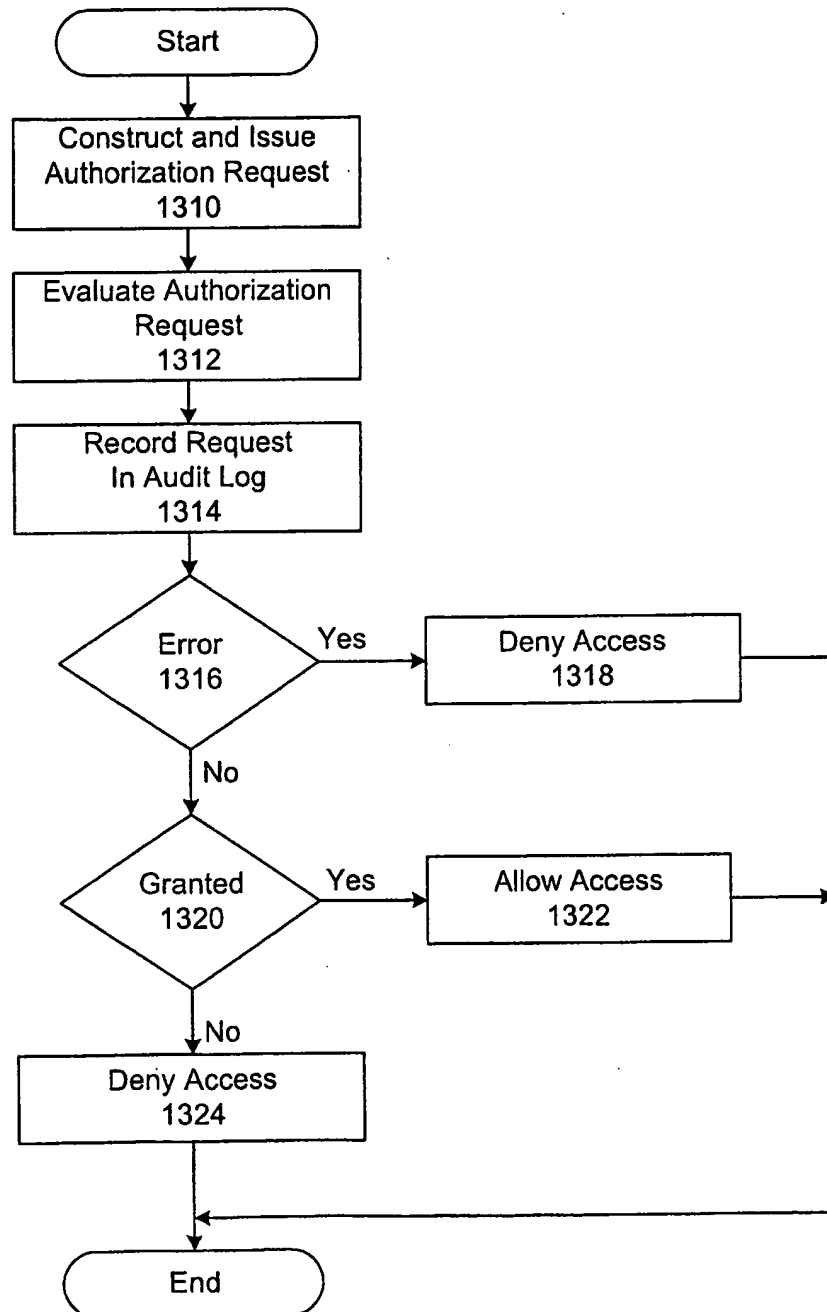 Start
Construct and Issue
Authorization Request
1310
Evaluate Authorization
Request
1312
Record Request
In Audit Log
1314
Error
1316
Yes
Deny Access
1318
No
Granted
1320
Yes
Allow Access
1322
No
Deny Access
1324
End